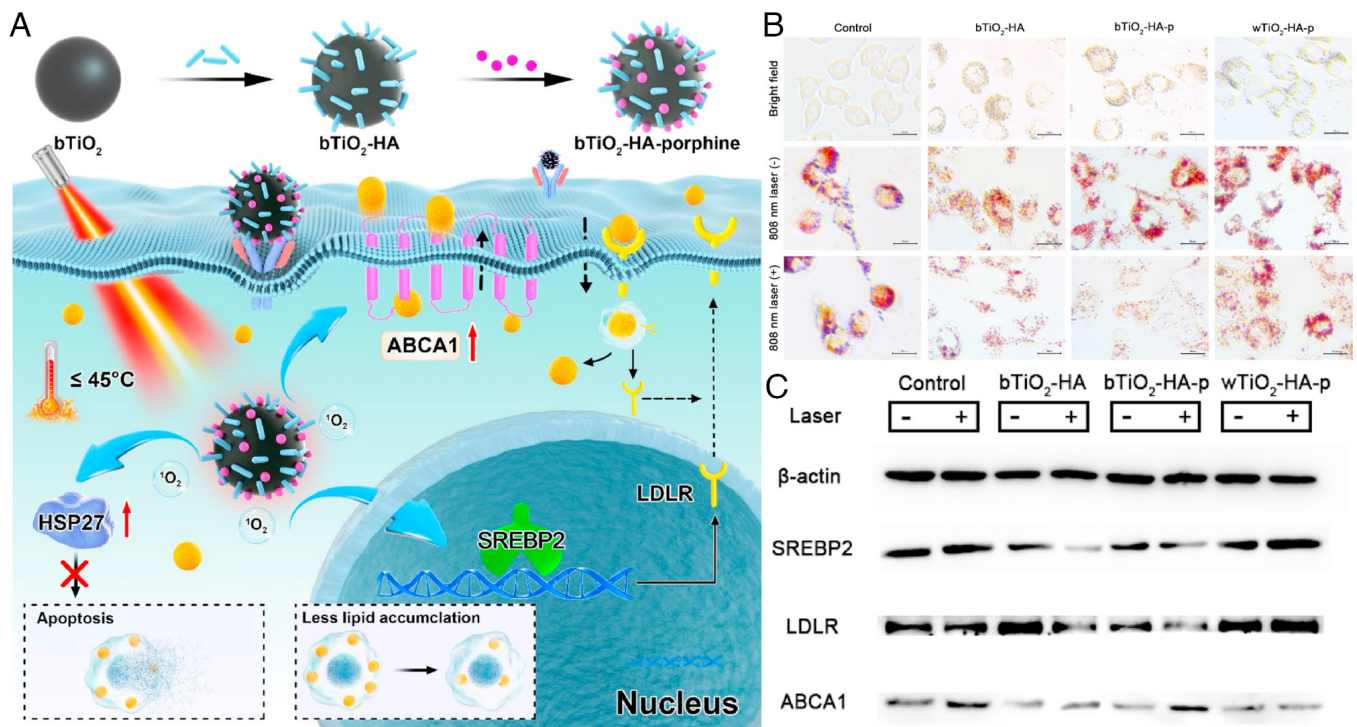 A
bTiO₂
bTiO₂-HA
bTiO₂-HA-porphine
≤ 45°C
ABCA1
¹O₂
¹O₂
¹O₂
HSP27
LDLR
SREBP2
Apoptosis
Less lipid accumclation
Nucleus
B
Control
bTiO₂-HA
bTiO₂-HA-p
wTiO₂-HA-p
Bright field
808 nm laser (-)
808 nm laser (+)
C
Control
bTiO₂-HA
bTiO₂-HA-p
wTiO₂-HA-p
Laser
- + - + - + - +
β-actin
SREBP2
LDLR
ABCA1